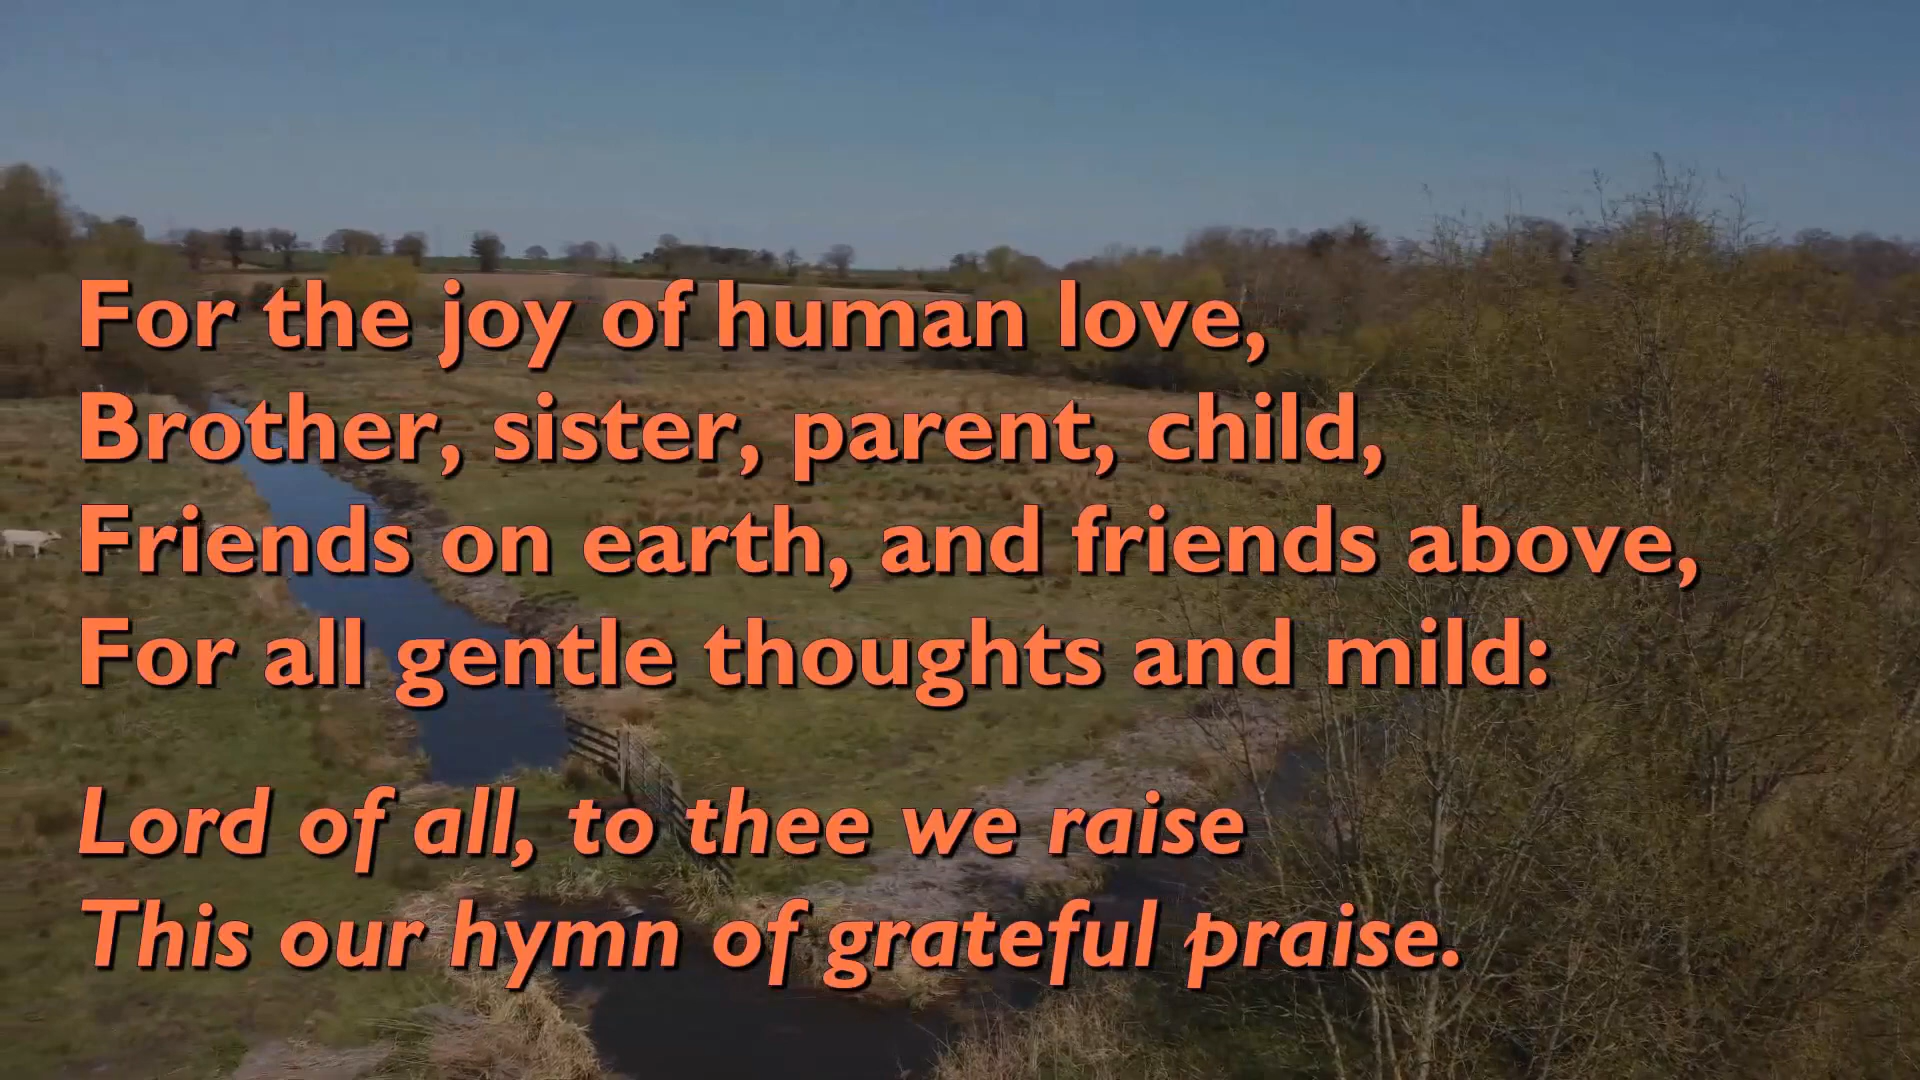 For the joy of human love,
Brother, sister, parent, child,
Friends on earth, and friends above,
For all gentle thoughts and mild:
Lord of all, to thee we raise
This our hymn of grateful praise.